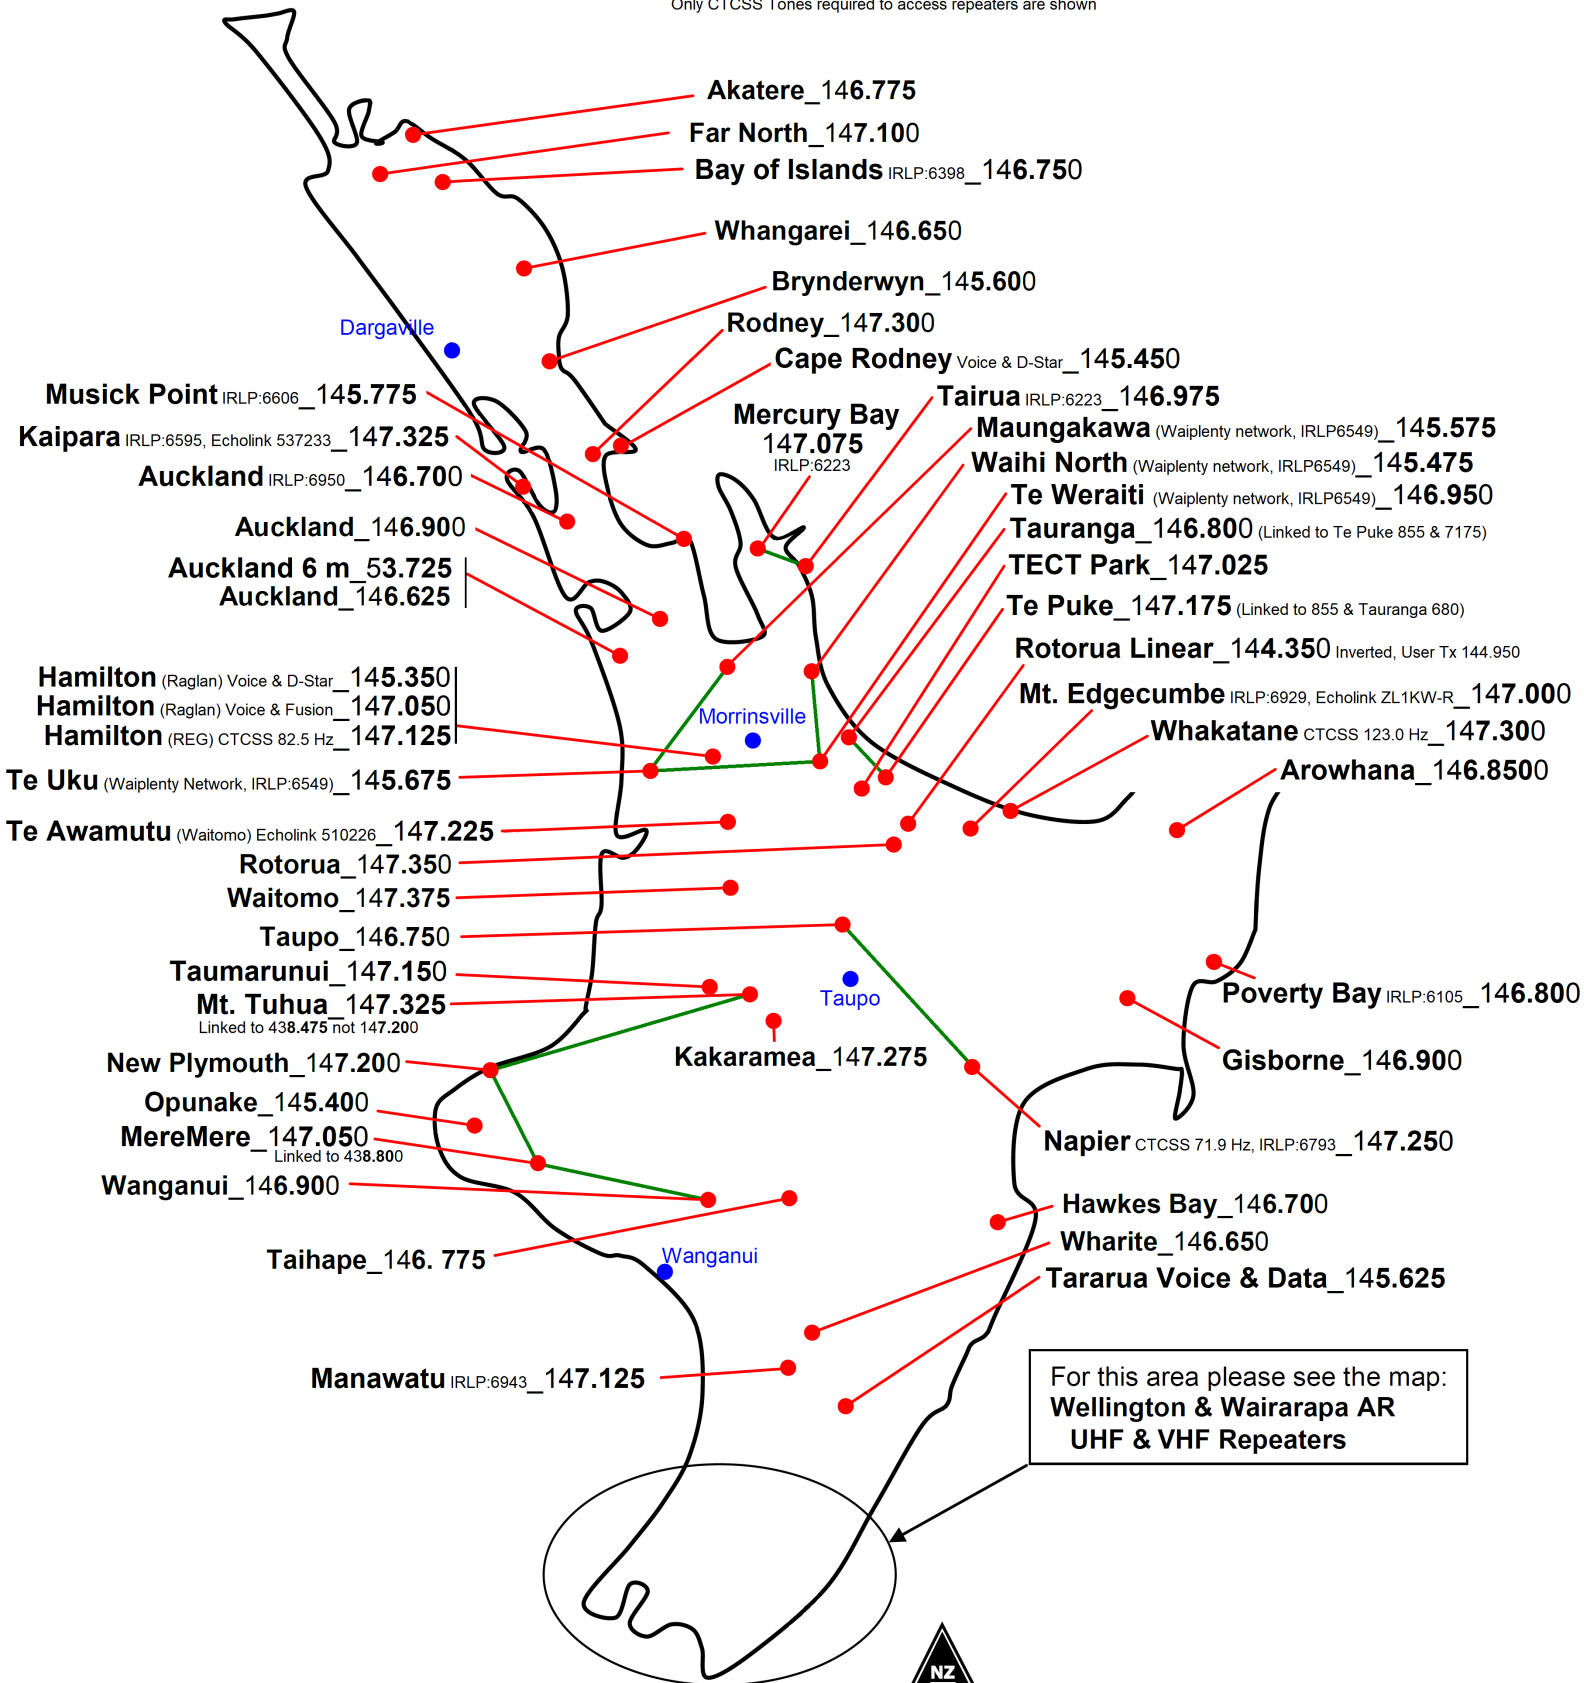 Only CTCSS Tones required to access repeaters are shown
Akatere_146.775
Far North_147.100
Bay of Islands IRLP:6398_146.750
Whangarei_146.650
Brynderwyn_145.600
Dargaville
Rodney_147.300
Cape Rodney Voice & D-Star_145.450
Musick Point IRLP:6606_145.775
Tairua IRLP:6223_146.975
Mercury Bay
147.075
IRLP:6223
Kaipara IRLP:6595, Echolink 537233_147.325
Maungakawa (Waiplenty network, IRLP6549)_145.575
Waihi North (Waiplenty network, IRLP6549)_145.475
Auckland IRLP:6950_146.700
Te Weraiti (Waiplenty network, IRLP6549)_146.950
Auckland_146.900
Tauranga_146.800 (Linked to Te Puke 855 & 7175)
Auckland 6 m_53.725
TECT Park_147.025
Auckland_146.625
Te Puke_147.175 (Linked to 855 & Tauranga 680)
Rotorua Linear_144.350 Inverted, User Tx 144.950
Hamilton (Raglan) Voice & D-Star_145.350
Mt. Edgecumbe IRLP:6929, Echolink ZL1KW-R_147.000
Hamilton (Raglan) Voice & Fusion_147.050
Morrinsville
Hamilton (REG) CTCSS 82.5 Hz_147.125
Whakatane CTCSS 123.0 Hz_147.300
Te Uku (Waiplenty Network, IRLP:6549)_145.675
Arowhana_146.8500
Te Awamutu (Waitomo) Echolink 510226_147.225
Rotorua_147.350
Waitomo_147.375
Taupo_146.750
Taumarunui_147.150
Taupo
Poverty Bay IRLP:6105_146.800
Mt. Tuhua_147.325
Linked to 438.475 not 147.200
Kakaramea_147.275
New Plymouth_147.200
Gisborne_146.900
Opunake_145.400
MereMere_147.050
Linked to 438.800
Napier CTCSS 71.9 Hz, IRLP:6793_147.250
Wanganui_146.900
Hawkes Bay_146.700
Wharite_146.650
Taihape_146. 775
Wanganui
Tararua Voice & Data_145.625
Manawatu IRLP:6943_147.125
For this area please see the map:
Wellington & Wairarapa AR
UHF & VHF Repeaters
NZ